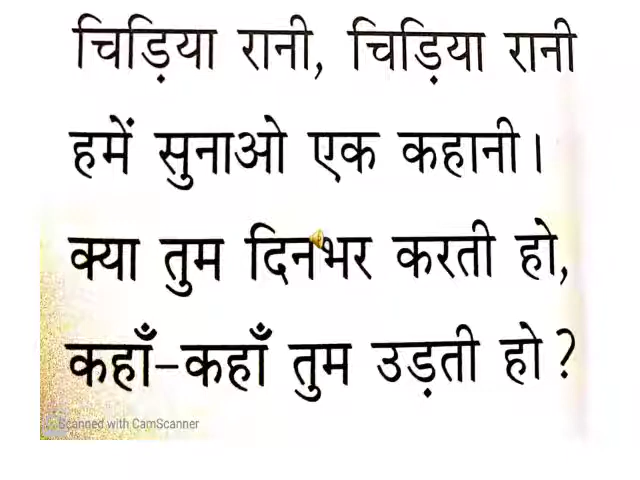 चिड़िया रानी, चिड़िया रानी
हमें सुनाओ एक कहानी।
क्या तुम दिनभर करती हो,
कहाँ-कहाँ तुम उड़ती हो?
Scanned with CamScanner